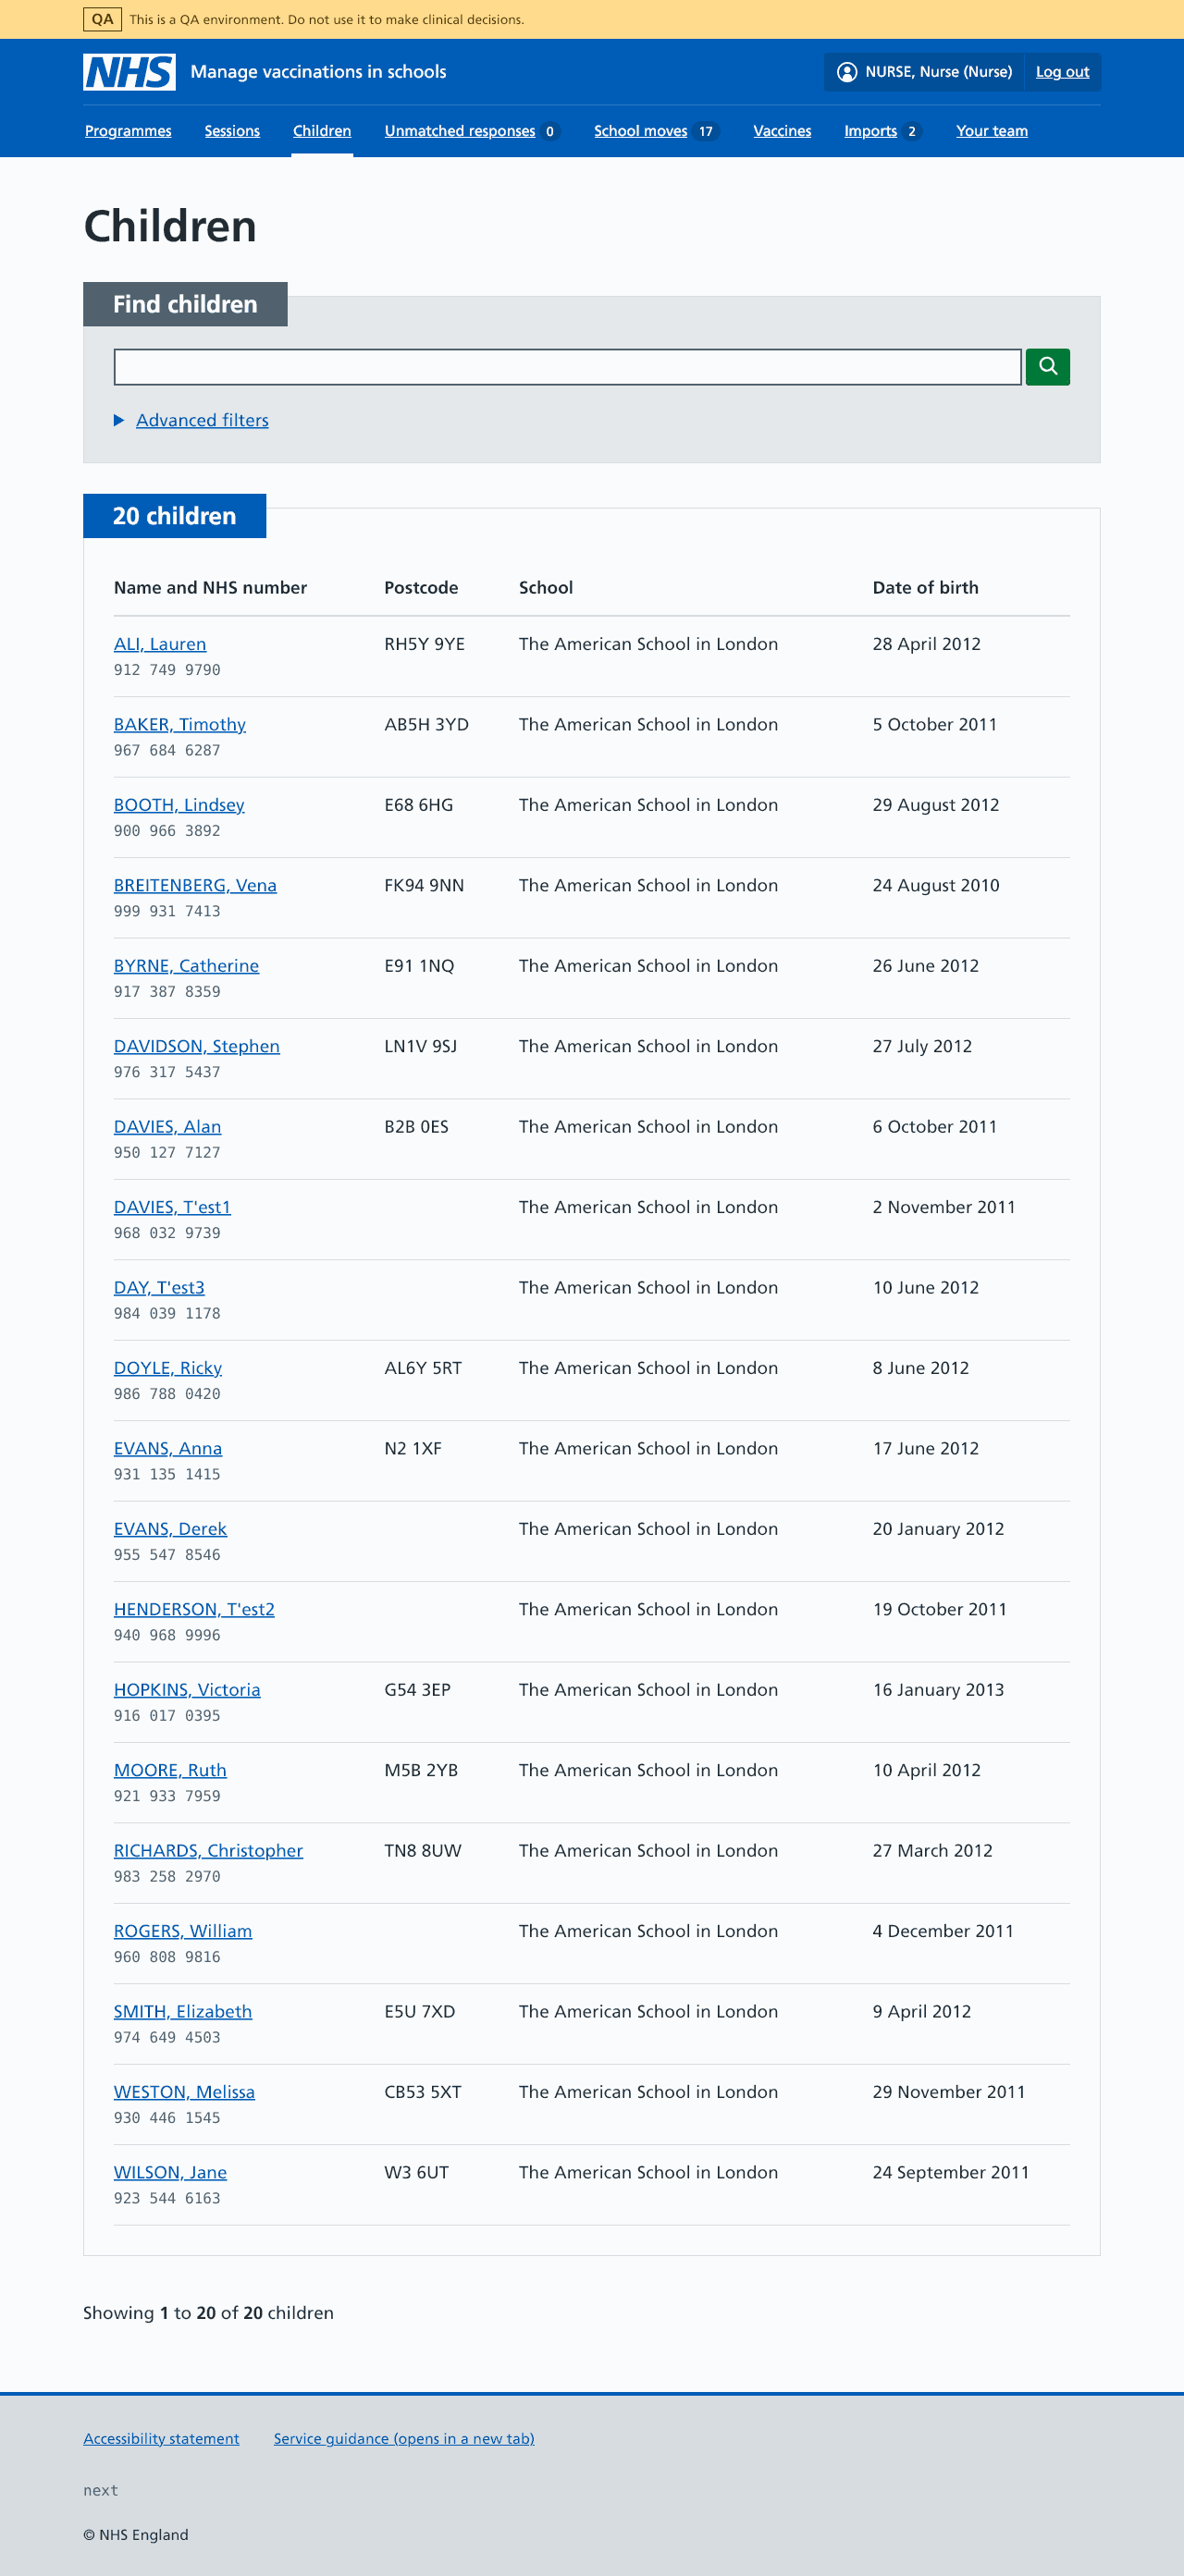 QA This is a QA environment. Do not use it to make clinical decisions.
NHS Manage vaccinations in schools NURSE, Nurse (Nurse) Log out
Programmes Sessions Children Unmatched responses 0 School moves 17 Vaccines Imports 2 Your team
Children
Find children
Advanced filters
20 children
Name and NHS number Postcode School Date of birth
ALI, Lauren RH5Y 9YE The American School in London 28 April 2012
912 749 9790
BAKER, Timothy AB5H 3YD The American School in London 5 October 2011
967 684 6287
BOOTH, Lindsey E68 6HG The American School in London 29 August 2012
900 966 3892
BREITENBERG, Vena FK94 9NN The American School in London 24 August 2010
999 931 7413
BYRNE, Catherine E91 1NQ The American School in London 26 June 2012
917 387 8359
DAVIDSON, Stephen LN1V 9SJ The American School in London 27 July 2012
976 317 5437
DAVIES, Alan B2B 0ES The American School in London 6 October 2011
950 127 7127
DAVIES, T'est1 The American School in London 2 November 2011
968 032 9739
DAY, T'est3 The American School in London 10 June 2012
984 039 1178
DOYLE, Ricky AL6Y 5RT The American School in London 8 June 2012
986 788 0420
EVANS, Anna N2 1XF The American School in London 17 June 2012
931 135 1415
EVANS, Derek The American School in London 20 January 2012
955 547 8546
HENDERSON, T'est2 The American School in London 19 October 2011
940 968 9996
HOPKINS, Victoria G54 3EP The American School in London 16 January 2013
916 017 0395
MOORE, Ruth M5B 2YB The American School in London 10 April 2012
921 933 7959
RICHARDS, Christopher TN8 8UW The American School in London 27 March 2012
983 258 2970
ROGERS, William The American School in London 4 December 2011
960 808 9816
SMITH, Elizabeth E5U 7XD The American School in London 9 April 2012
974 649 4503
WESTON, Melissa CB53 5XT The American School in London 29 November 2011
930 446 1545
WILSON, Jane W3 6UT The American School in London 24 September 2011
923 544 6163
Showing 1 to 20 of 20 children
Accessibility statement Service guidance (opens in a new tab)
next
© NHS England